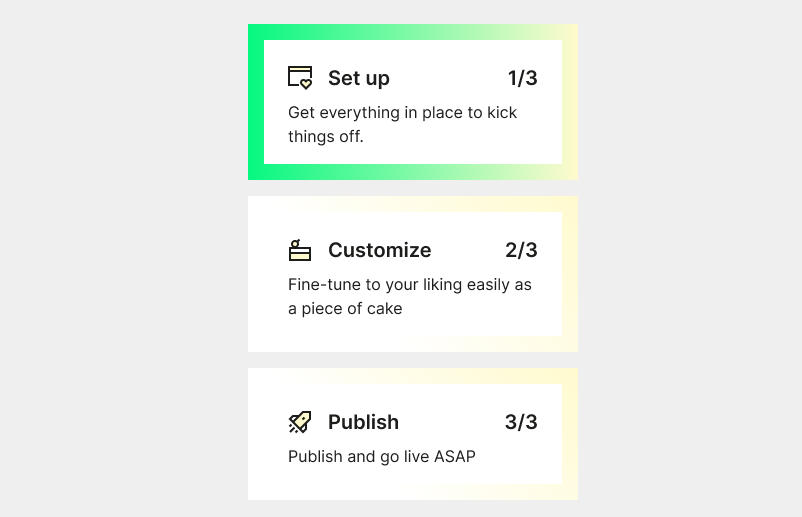 Set up 1/3
Get everything in place to kick
things off.
Customize 2/3
Fine-tune to your liking easily as
a piece of cake
Publish 3/3
Publish and go live ASAP